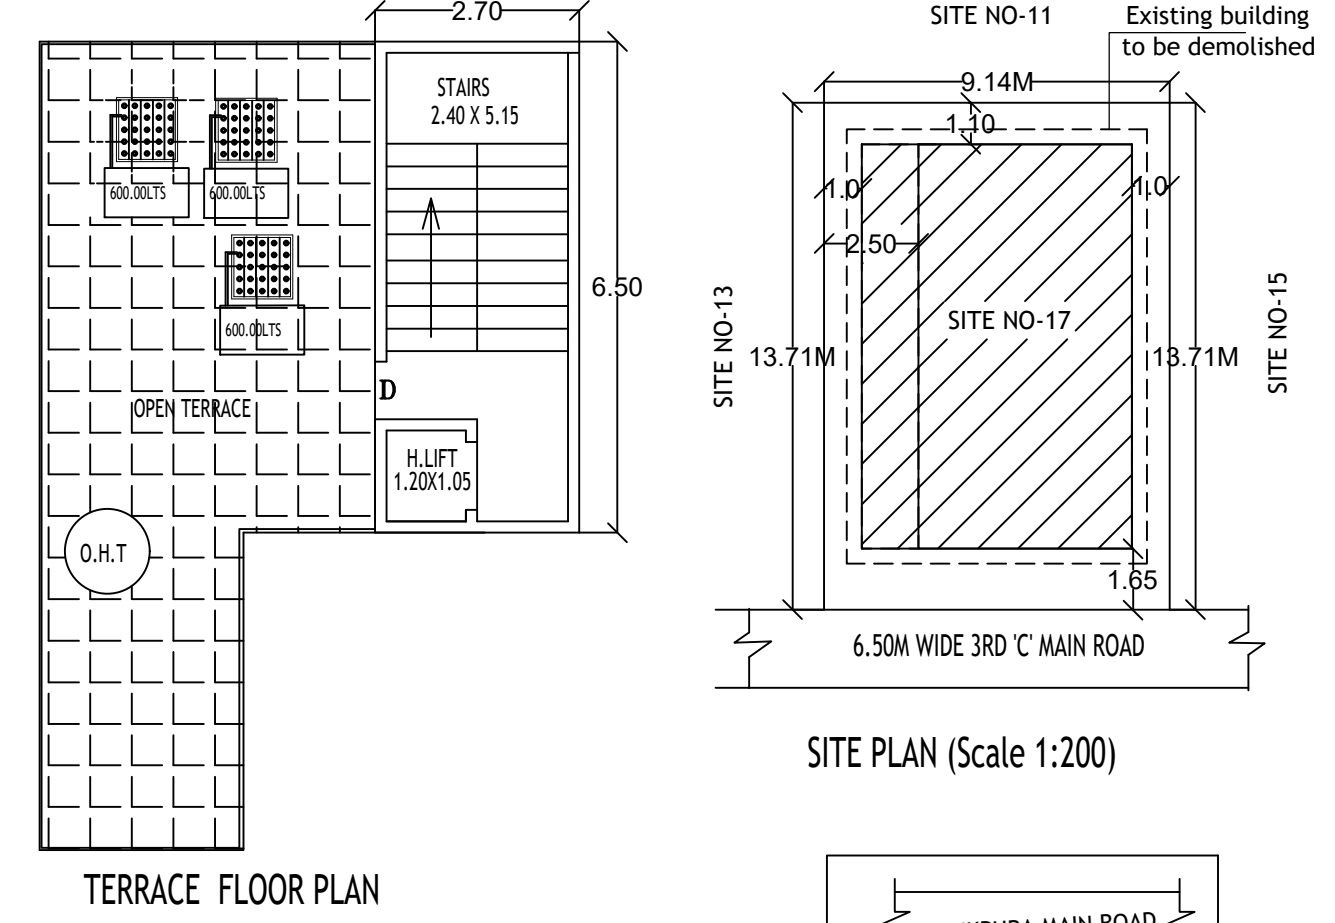 2.70
STAIRS
2.40 X 5.15
600.00LTS
600.00LTS
600.00LTS
6.50
D
OPEN TERRACE
H.LIFT
1.20X1.05
O.H.T
TERRACE FLOOR PLAN
SITE NO-11
Existing building
to be demolished
9.14M
1.10
1.0
1.0
2.50
SITE NO-13
13.71M
SITE NO-17
13.71M
SITE NO-15
1.65
6.50M WIDE 3RD 'C' MAIN ROAD
SITE PLAN (Scale 1:200)
MAIN ROAD